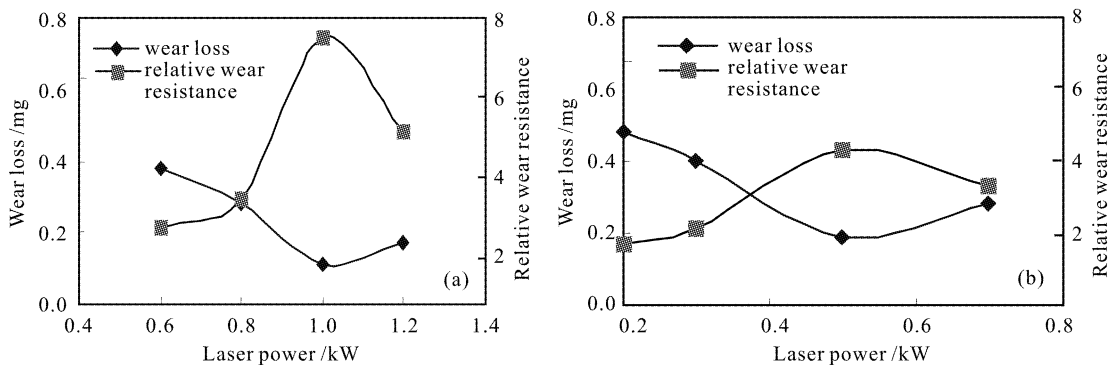 0.8
0.6
0.4
0.2
0.0
Wear loss /mg
wear loss
relative wear
resistance
8
6
4
2
Relative wear resistance
(a)
0.4 0.6 0.8 1.0 1.2 1.4
Laser power /kW
0.8
0.6
0.4
0.2
0.0
Wear loss /mg
wear loss
relative wear
resistance
8
6
4
2
0
Relative wear resistance
(b)
0.2 0.4 0.6 0.8
Laser power /kW